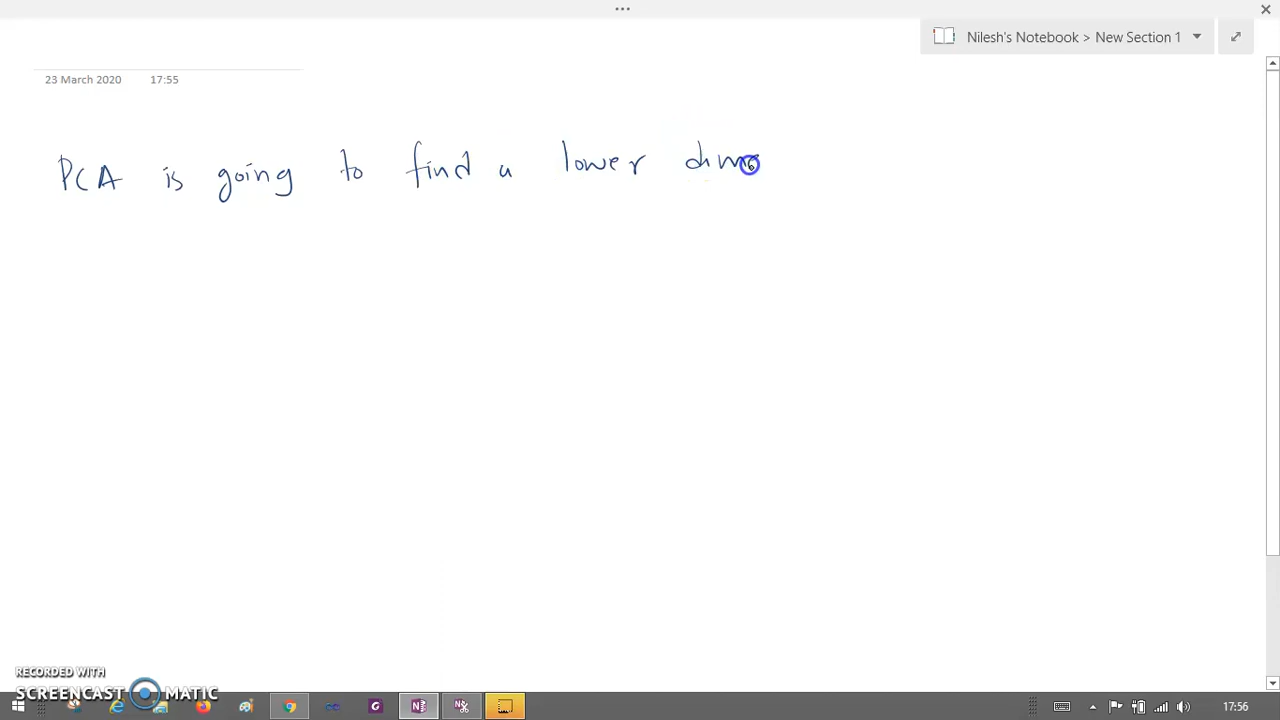 ...
Nilesh's Notebook > New Section 1
23 March 2020 17:55
PCA is going to find a lower dime
RECORDED WITH
SCREENCAST MATIC
17:56